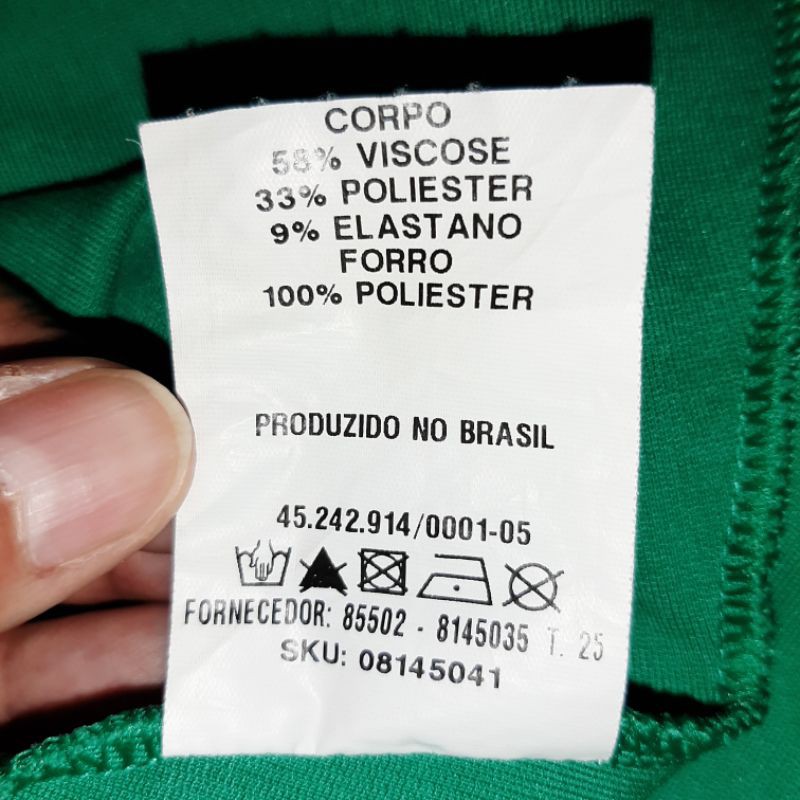 CORPO
58% VISCOSE
33% POLIESTER
9% ELASTANO
FORRO
100% POLIESTER
PRODUZIDO NO BRASIL
45.242.914/0001-05
FORNECEDOR: 85502 - 8145035 T. 25
SKU: 08145041